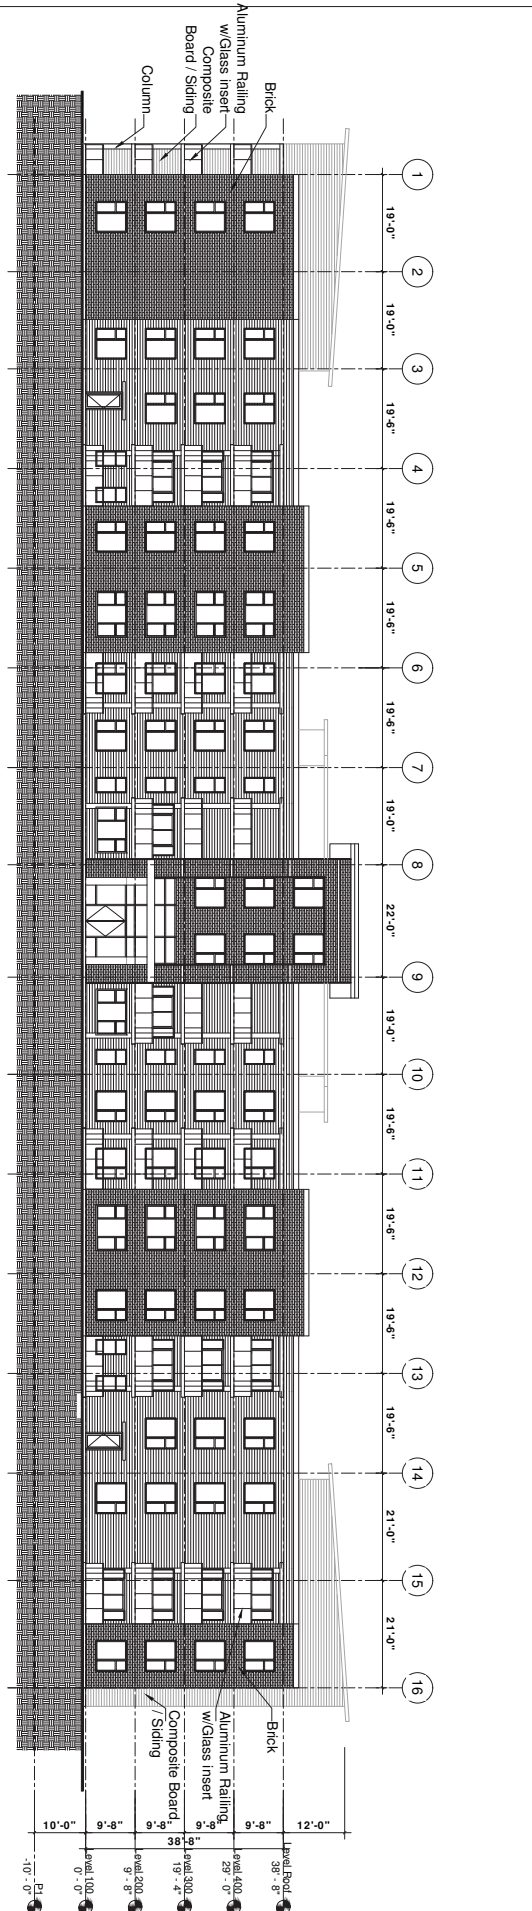 1
2
3
4
5
6
7
8
9
10
11
12
13
14
15
16
19'-0"
19'-0"
19'-6"
19'-6"
19'-6"
19'-6"
19'-0"
22'-0"
19'-0"
19'-6"
19'-6"
19'-6"
19'-6"
21'-0"
21'-0"
Brick
Aluminum Railing
w/Glass insert
Composite
Board / Siding
Column
Brick
Aluminum Railing
w/Glass insert
Composite Board
/ Siding
12'-0"
9'-8"
9'-8"
9'-8"
9'-8"
10'-0"
38'-8"
Level Roof
38' - 8"
Level 400
29' - 0"
Level 300
19' - 4"
Level 200
9' - 8"
Level 100
0' - 0"
P1
-10' - 0"